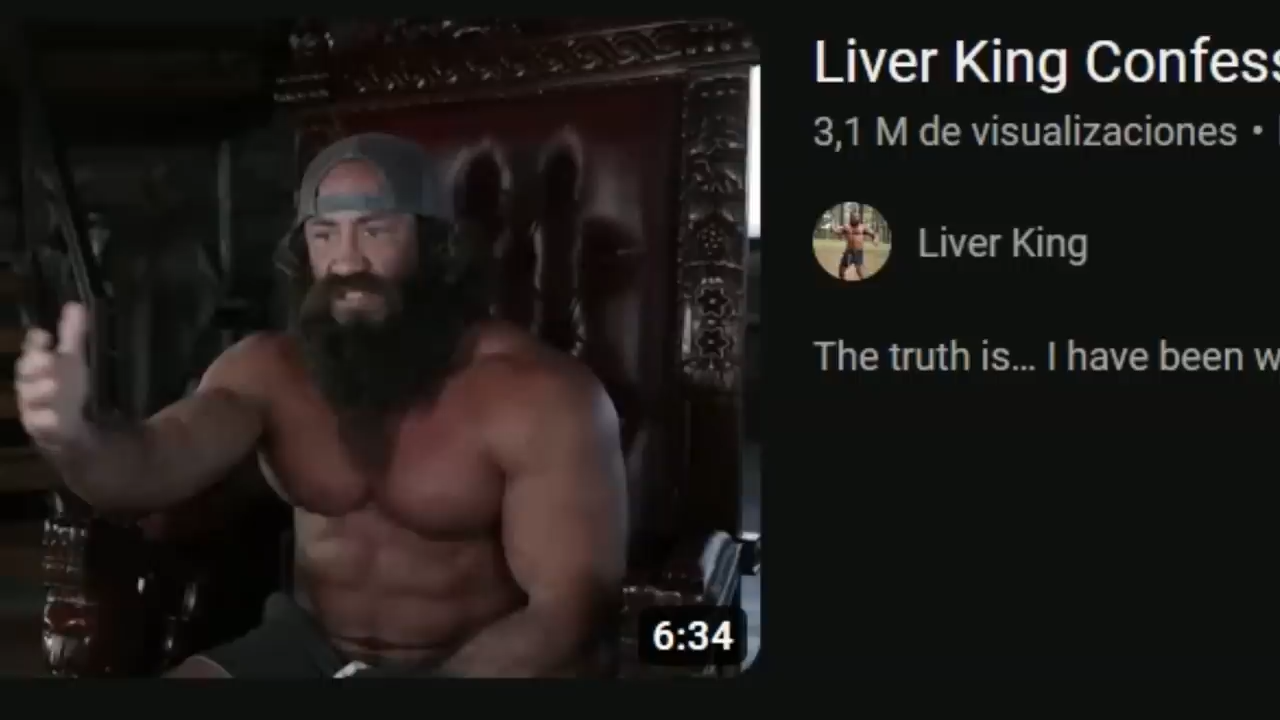 Liver King Confess
3,1 M de visualizaciones •
Liver King
The truth is... I have been w
6:34